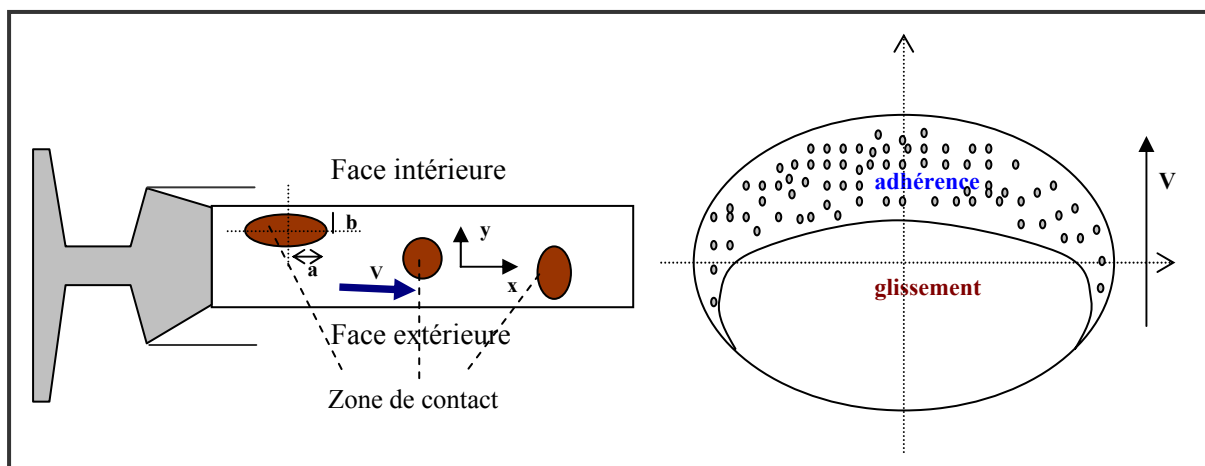 Face intérieure
b
a
V
y
x
Face extérieure
Zone de contact
adhérence
glissement
V